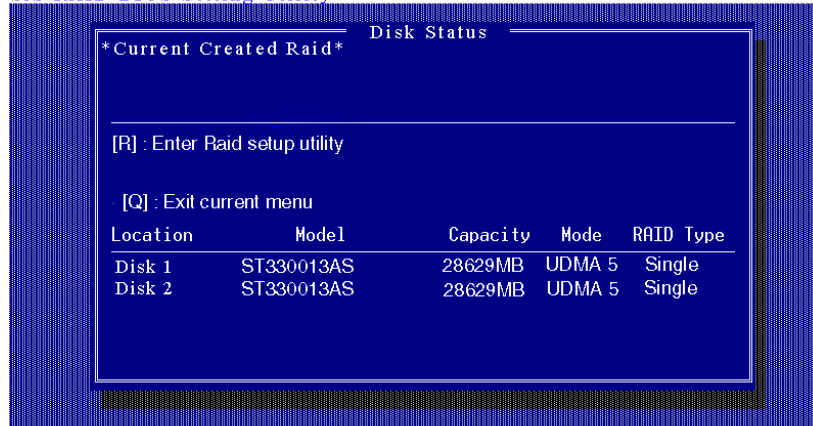 Disk Status
*Current Created Raid*
[R] : Enter Raid setup utility
[Q] : Exit current menu
Location Model Capacity Mode RAID Type
Disk 1 ST330013AS 28629MB UDMA 5 Single
Disk 2 ST330013AS 28629MB UDMA 5 Single